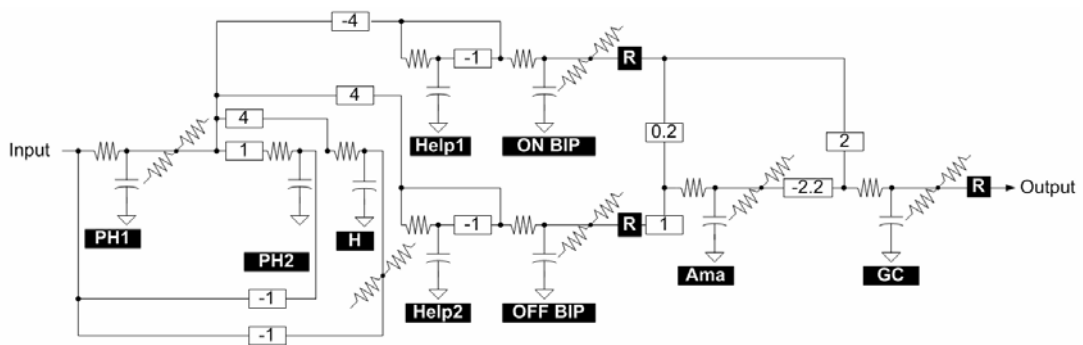 -4
-1
R
4
Help1
ON BIP
4
0.2
2
Input
1
-2.2
R
Output
-1
R
1
PH1
H
PH2
Ama
GC
-1
Help2
OFF BIP
-1